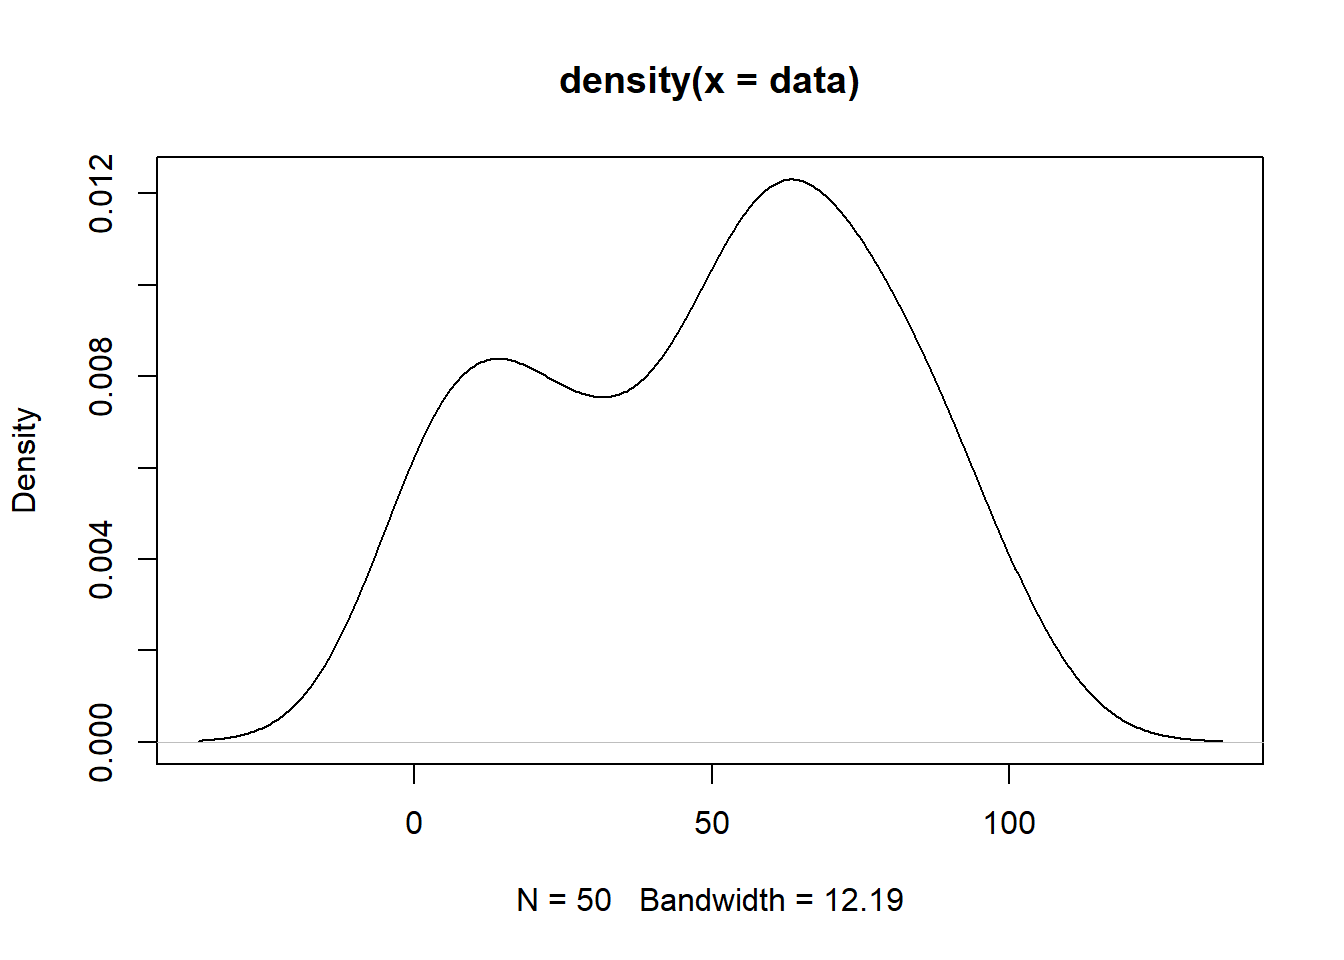 density(x = data)
Density
0.012
0.008
0.004
0.000
0 50 100
N = 50 Bandwidth = 12.19